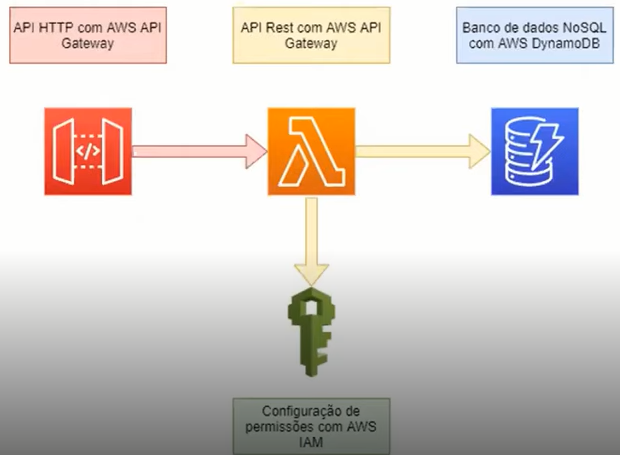 API HTTP com AWS API
Gateway
API Rest com AWS API
Gateway
Banco de dados NoSQL
com AWS DynamoDB
</>
Configuração de
permissões com AWS
IAM